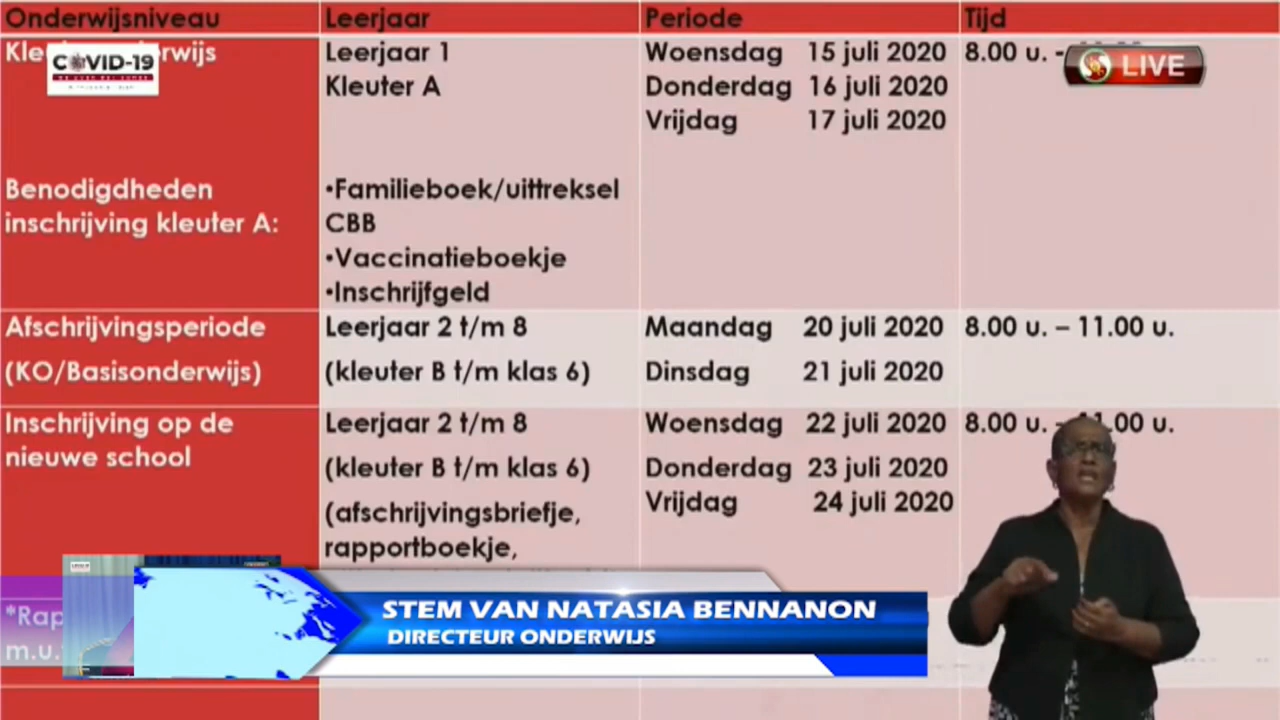 Onderwijsniveau Leerjaar Periode Tijd
Leerjaar 1 Woensdag 15 juli 2020 8.00 u. -
COVID-19
LIVE
Kleuter A Donderdag 16 juli 2020
Vrijdag 17 juli 2020
Benodigdheden •Familieboek/uittreksel
inschrijving kleuter A: CBB
•Vaccinatieboekje
•Inschrijfgeld
Afschrijvingsperiode Leerjaar 2 t/m 8 Maandag 20 juli 2020 8.00 u. – 11.00 u.
(KO/Basisonderwijs) (kleuter B t/m klas 6) Dinsdag 21 juli 2020
Inschrijving op de Leerjaar 2 t/m 8 Woensdag 22 juli 2020 8.00 u.
nieuwe school (kleuter B t/m klas 6) Donderdag 23 juli 2020
Vrijdag 24 juli 2020
(afschrijvingsbriefje,
rapportboekje,
STEM VAN NATASIA BENNANON
DIRECTEUR ONDERWIJS
*Rap
m.u.